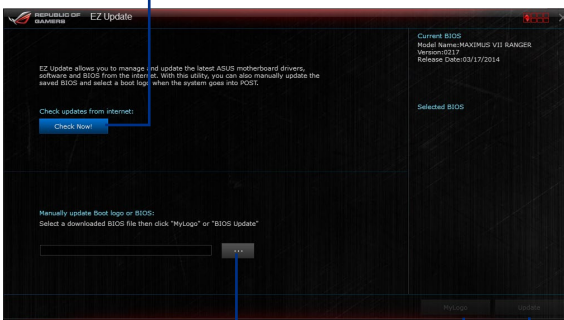 REPUBLIC OF
GAMERS
EZ Update
Current BIOS
Model Name:MAXIMUS VII RANGER
Version:0217
Release Date:03/17/2014
EZ Update allows you to manage and update the latest ASUS motherboard drivers,
software and BIOS from the internet. With this utility, you can also manually update the
saved BIOS and select a boot logo when the system goes into POST.
Check updates from internet:
Check Now!
Selected BIOS
Manually update Boot logo or BIOS:
Select a downloaded BIOS file then click "MyLogo" or "BIOS Update"
...
MyLogo
Update